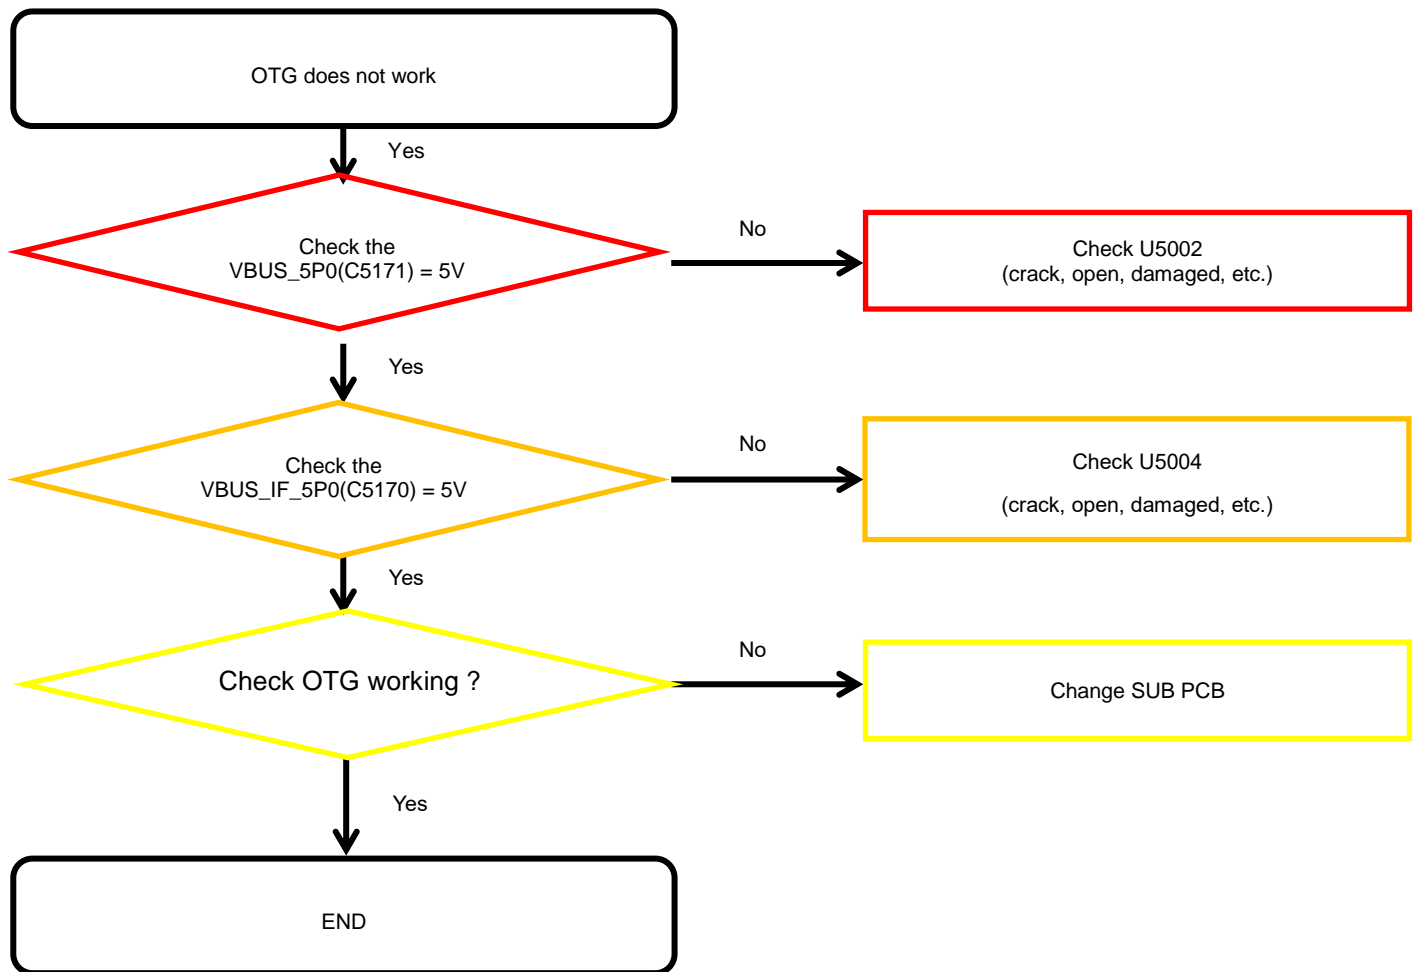 OTG does not work
Yes
Check the
VBUS_5P0(C5171) = 5V
No
Check U5002
(crack, open, damaged, etc.)
Yes
Check the
VBUS_IF_5P0(C5170) = 5V
No
Check U5004
(crack, open, damaged, etc.)
Yes
Check OTG working ?
No
Change SUB PCB
Yes
END